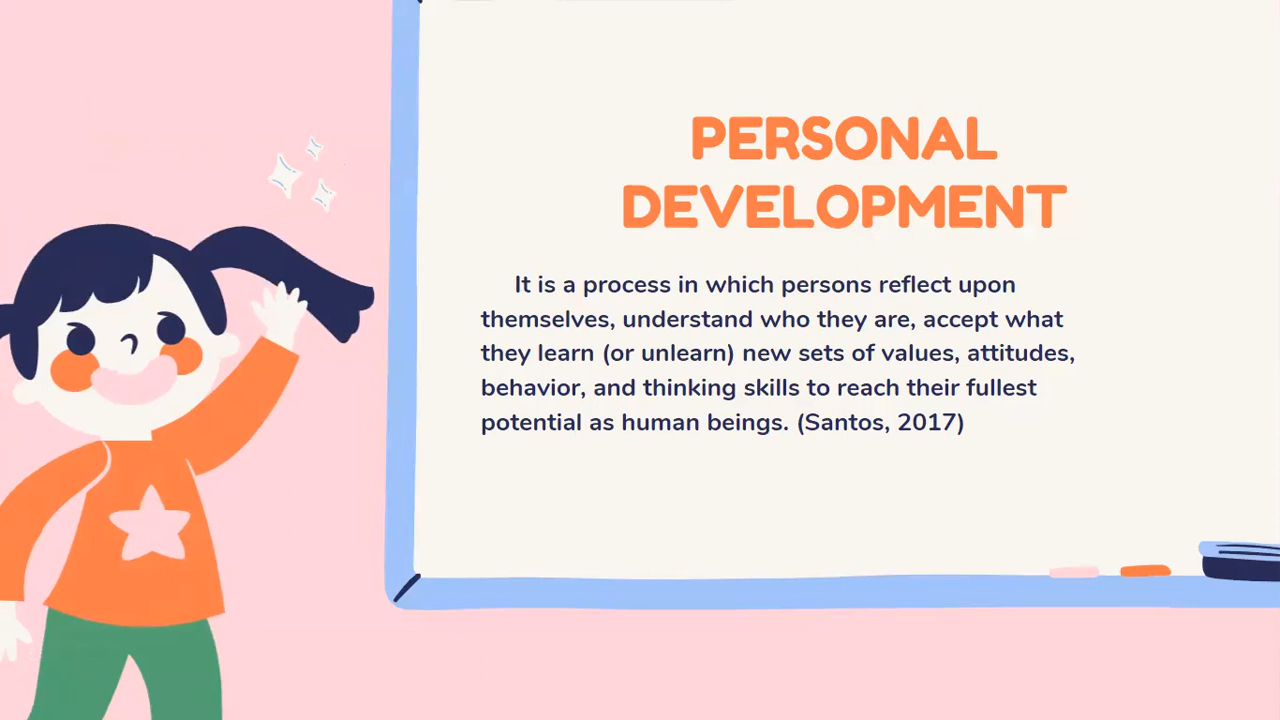 PERSONAL
DEVELOPMENT
It is a process in which persons reflect upon
themselves, understand who they are, accept what
they learn (or unlearn) new sets of values, attitudes,
behavior, and thinking skills to reach their fullest
potential as human beings. (Santos, 2017)